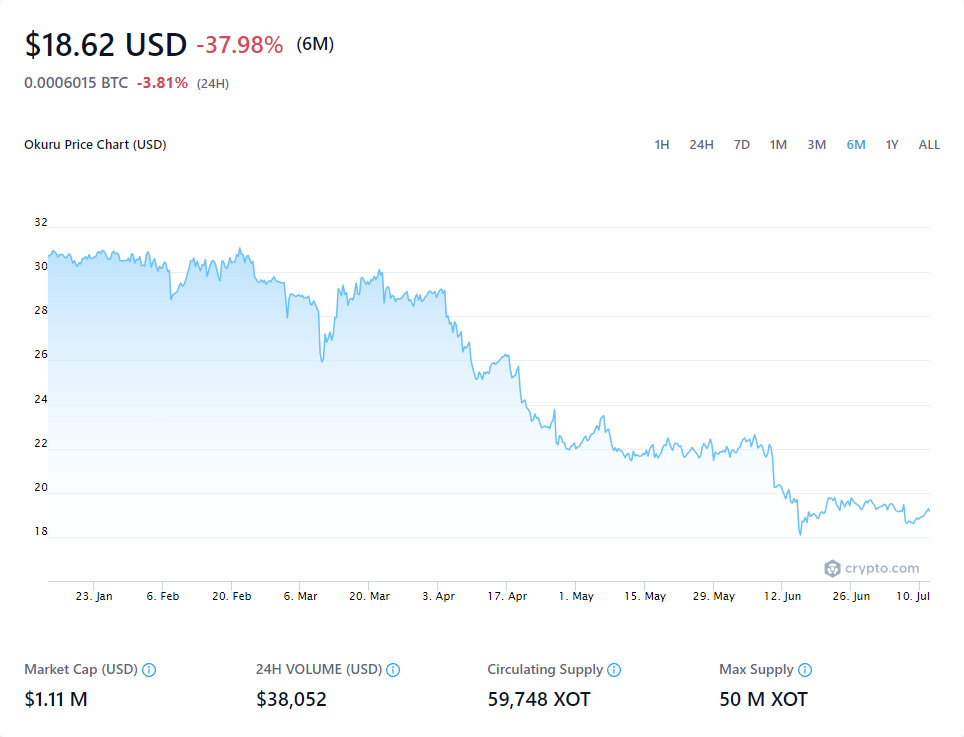 $18.62 USD -37.98% (6M)
0.0006015 BTC -3.81% (24H)
Okuru Price Chart (USD) 1H 24H 7D 1M 3M 6M 1Y ALL
32
30
28
26
24
22
20
18
crypto.com
23. Jan 6. Feb 20. Feb 6. Mar 20. Mar 3. Apr 17. Apr 1. May 15. May 29. May 12. Jun 26. Jun 10. Jul
Market Cap (USD) 24H VOLUME (USD) Circulating Supply Max Supply
$1.11 M $38,052 59,748 XOT 50 M XOT